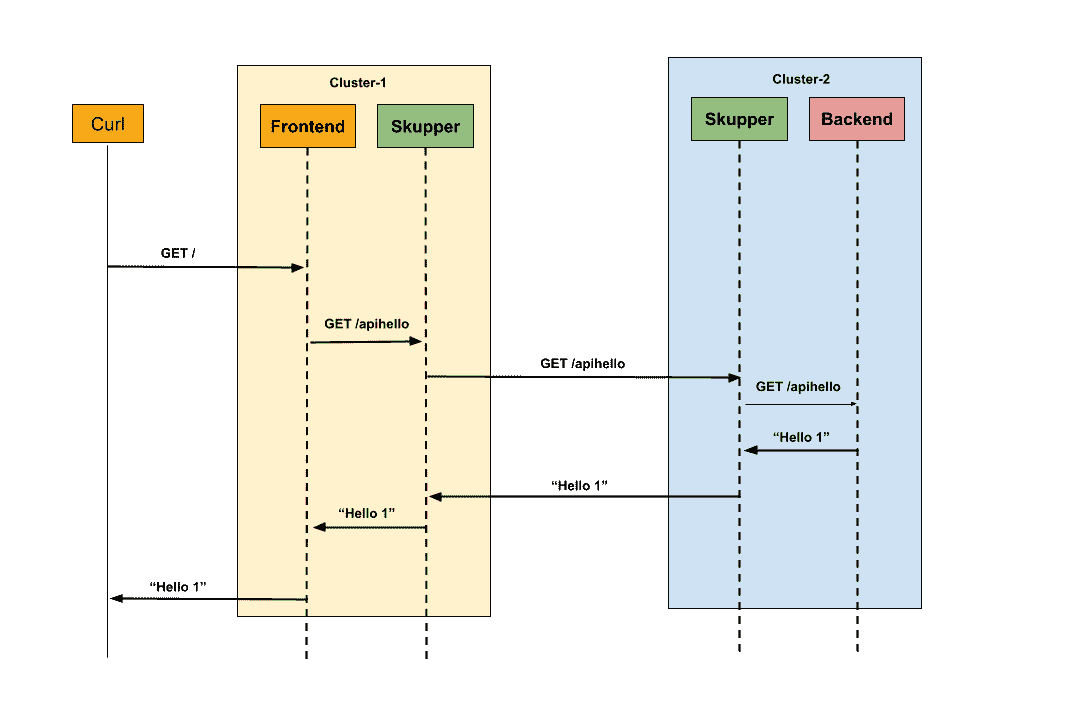 Cluster-1
Cluster-2
Curl
Frontend
Skupper
Skupper
Backend
GET /
GET /apihello
GET /apihello
GET /apihello
“Hello 1”
“Hello 1”
“Hello 1”
“Hello 1”